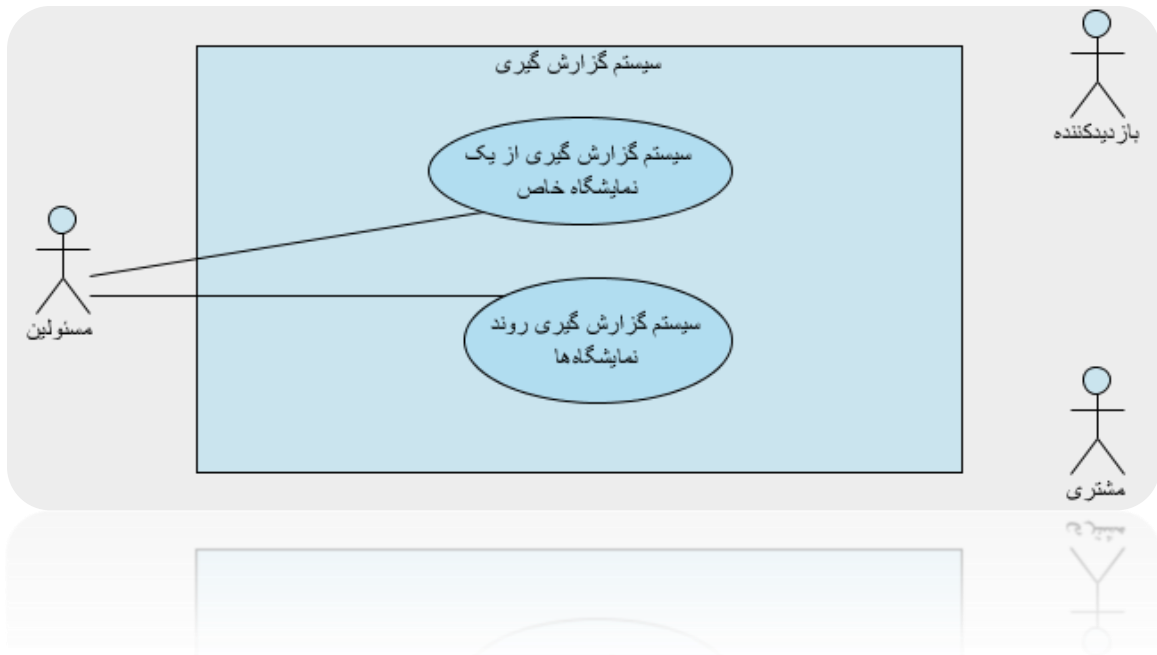 سیستم گزارش گیری
بازدیدکننده
سیستم گزارش گیری از یک
نمایشگاه خاص
مسئولین
سیستم گزارش گیری روند
نمایشگاه‌ها
مشتری